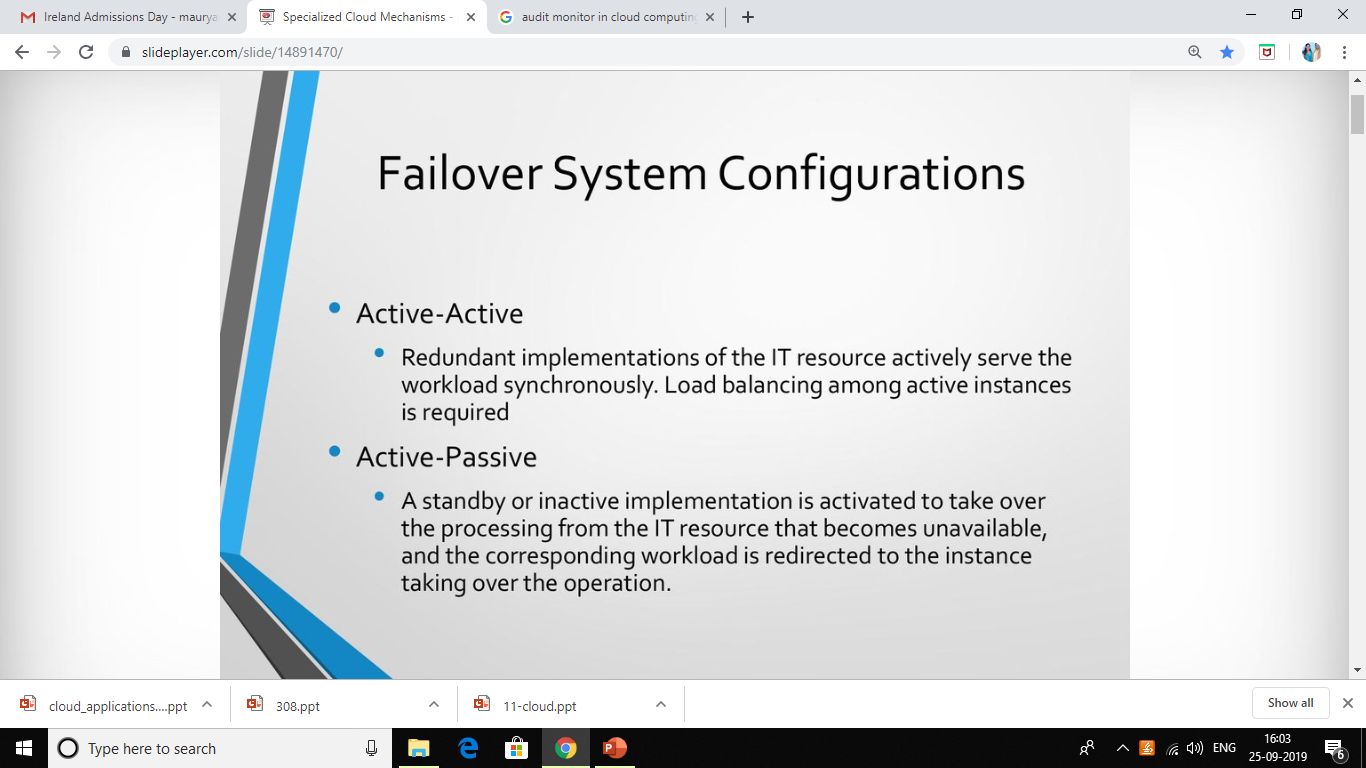 Ireland Admissions Day - maurya
Specialized Cloud Mechanisms -
audit monitor in cloud computing
slideplayer.com/slide/14891470/
Failover System Configurations
Active-Active
Redundant implementations of the IT resource actively serve the
workload synchronously. Load balancing among active instances
is required
Active-Passive
A standby or inactive implementation is activated to take over
the processing from the IT resource that becomes unavailable,
and the corresponding workload is redirected to the instance
taking over the operation.
cloud_applications....ppt
308.ppt
11-cloud.ppt
Show all
Type here to search
ENG
16:03
25-09-2019
6